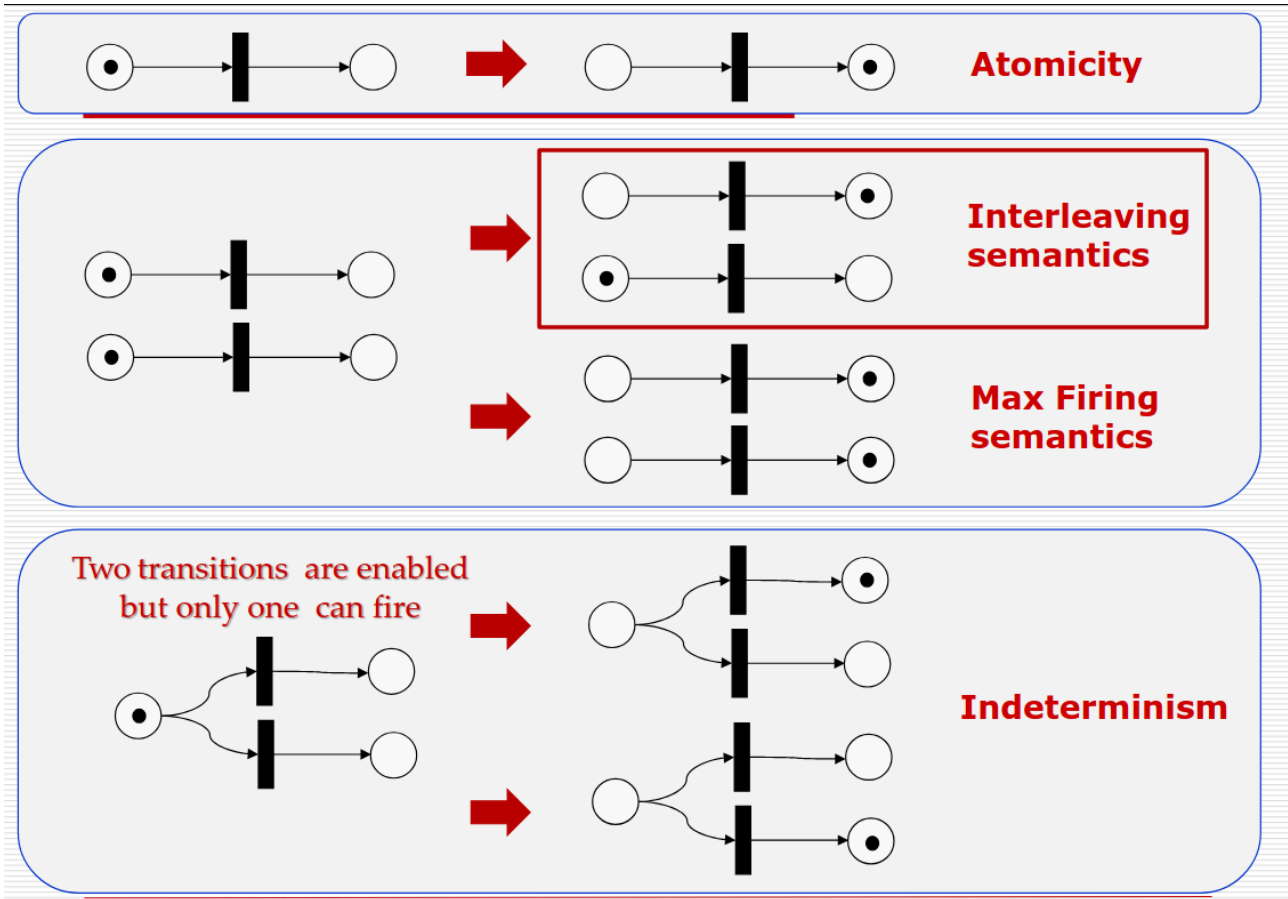 Atomicity
Interleaving
semantics
Max Firing
semantics
Two transitions are enabled
but only one can fire
Indeterminism